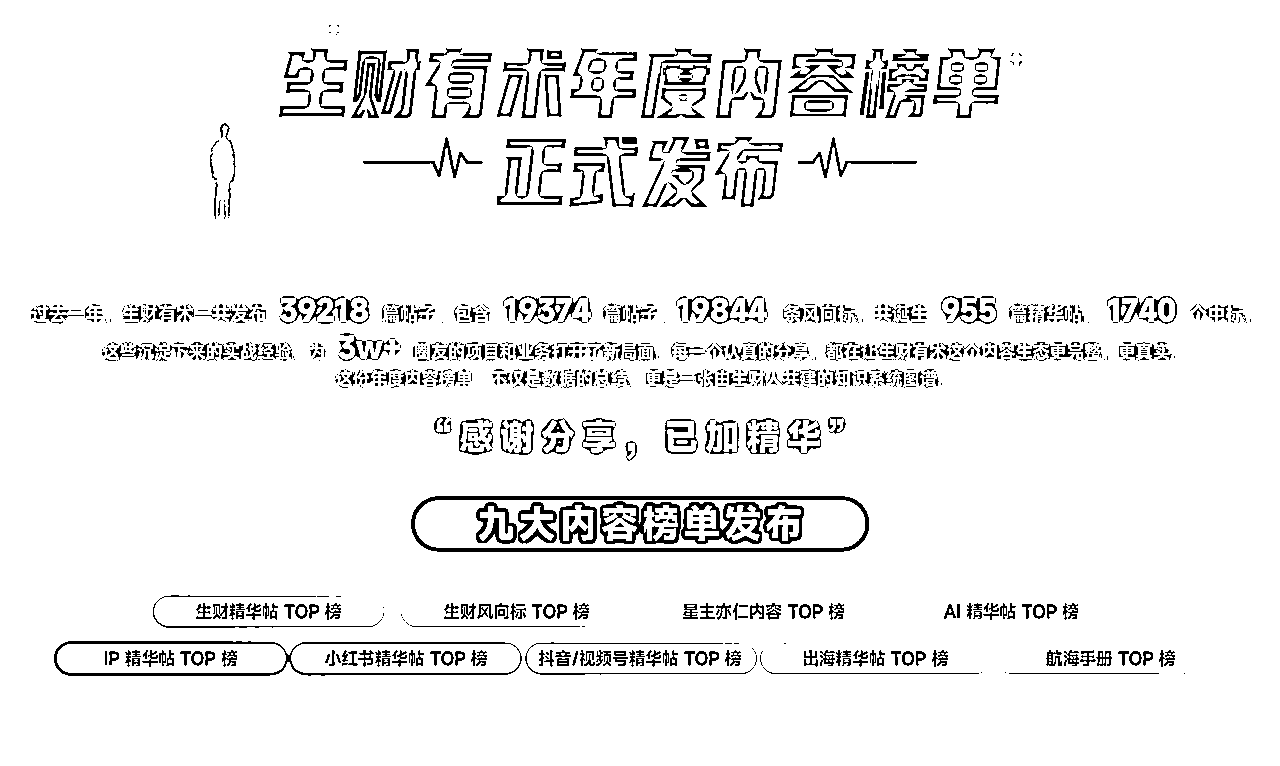 生财有术年度内容榜单
正式发布
过去一年，生财有术一共发布 39218 篇帖子，包含 19374 篇帖子，19844 条风向标，共诞生 955 篇精华帖，1740 个中标。
这些沉淀下来的实战经验，为 3w+ 圈友的项目和业务打开了新局面，每一个认真的分享，都在让生财有术这个内容生态更完整、更真实。
这份年度内容榜单，不仅是数据的总结，更是一张由生财人共建的知识系统图谱。
“感谢分享，已加精华”
九大内容榜单发布
生财精华帖 TOP 榜 生财风向标 TOP 榜 星主亦仁内容 TOP 榜 AI 精华帖 TOP 榜
IP 精华帖 TOP 榜 小红书精华帖 TOP 榜 抖音/视频号精华帖 TOP 榜 出海精华帖 TOP 榜 航海手册 TOP 榜